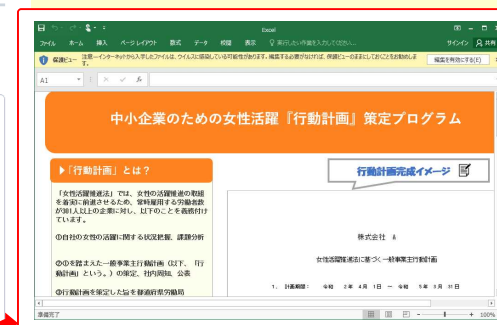 Excel
ファイル ホーム 挿入 ページレイアウト 数式 データ 校閲 表示 実行したい作業を入力してください... サインイン 共有
保護ビュー 注意―インターネットから入手したファイルは、ウイルスに感染している可能性があります。編集する必要がなければ、保護ビューのままにしておくことをお勧めします。 編集を有効にする(E)
A1 fx
中小企業のための女性活躍『行動計画』策定プログラム
▶「行動計画」とは？
行動計画完成イメージ
「女性活躍推進法」では、女性の活躍推進の取組
を着実に前進させるため、常時雇用する労働者数
が301人以上の企業に対し、以下のことを義務付け
ています。
①自社の女性の活躍に関する状況把握、課題分析
②①を踏まえた一般事業主行動計画（以下、「行
動計画」という。）の策定、社内周知、公表
③行動計画を策定した旨を都道府県労働局
株式会社 A
女性活躍推進法に基づく一般事業主行動計画
1. 計画期間： 令和 2年 4月 1日 ～ 令和 5年 3月 31日
準備完了 100%